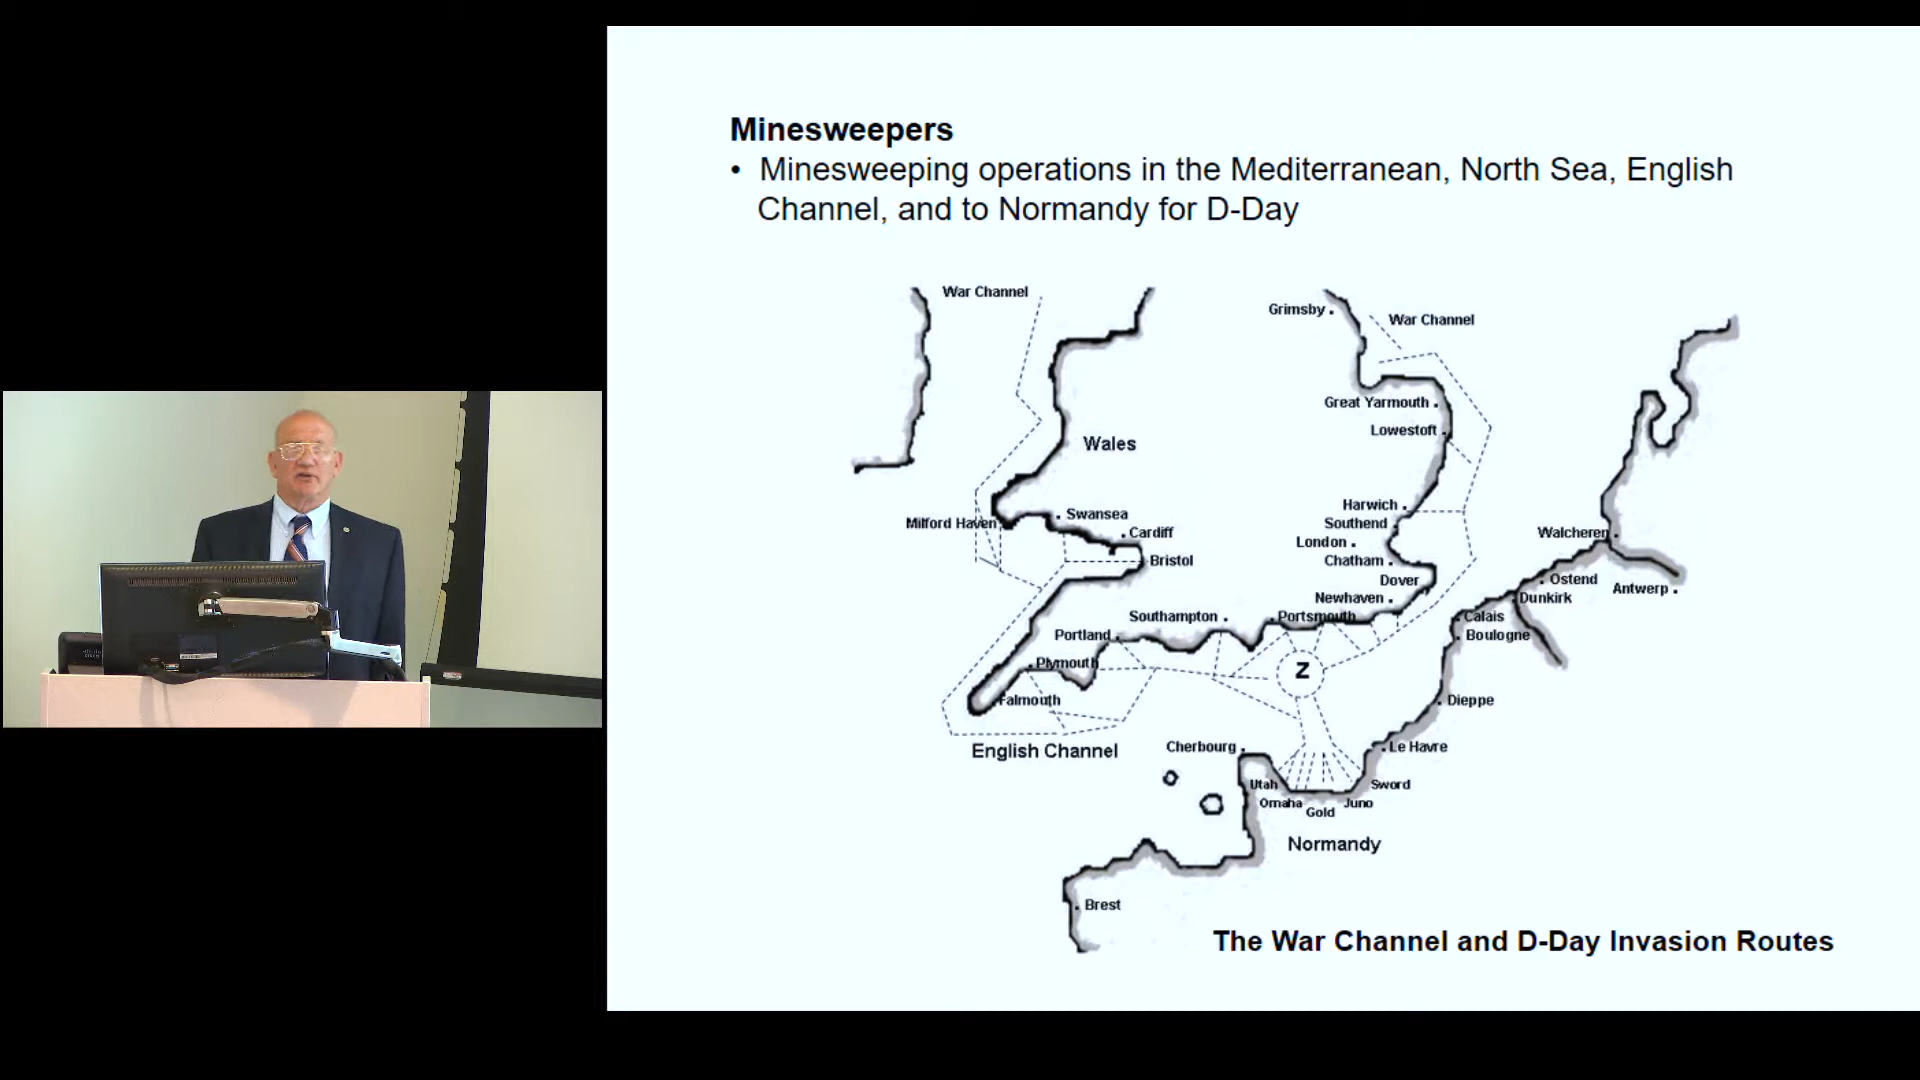 Minesweepers
• Minesweeping operations in the Mediterranean, North Sea, English
Channel, and to Normandy for D-Day
War Channel
Grimsby
War Channel
Great Yarmouth
Lowestoft
Wales
Harwich
Swansea
Milford Haven
Southend
Cardiff
Walcheren
London
Bristol
Chatham
Dover
Ostend
Antwerp
Newhaven
Dunkirk
Southampton
Portsmouth
Calais
Portland
Boulogne
Plymouth
Z
Falmouth
Dieppe
English Channel
Cherbourg
Le Havre
Utah
Sword
Omaha
Juno
Gold
Normandy
Brest
The War Channel and D-Day Invasion Routes